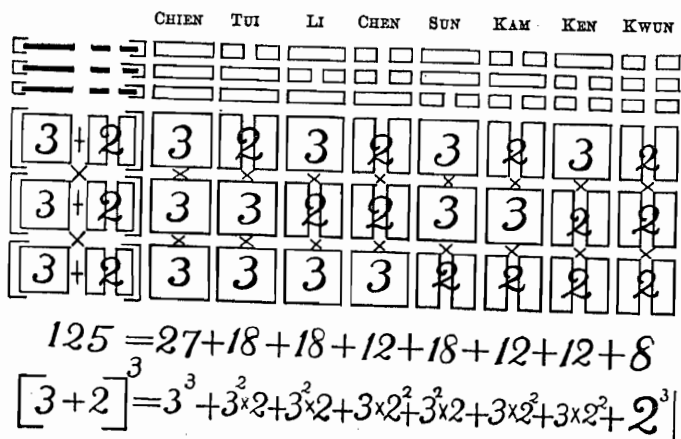 CHIEN TUI LI CHEN SUN KAM KEN KWUN
[3 + 2] 3 2 3 2 3 2 3 2
× × × × × × × × ×
[3 + 2] 3 3 2 2 3 3 2 2
× × × × × × × × ×
[3 + 2] 3 3 3 3 2 2 2 2
125 = 27+18+18+12+18+12+12+8
[3+2]³=3³+3²×2+3²×2+3×2²+3²×2+3×2²+3×2²+2³